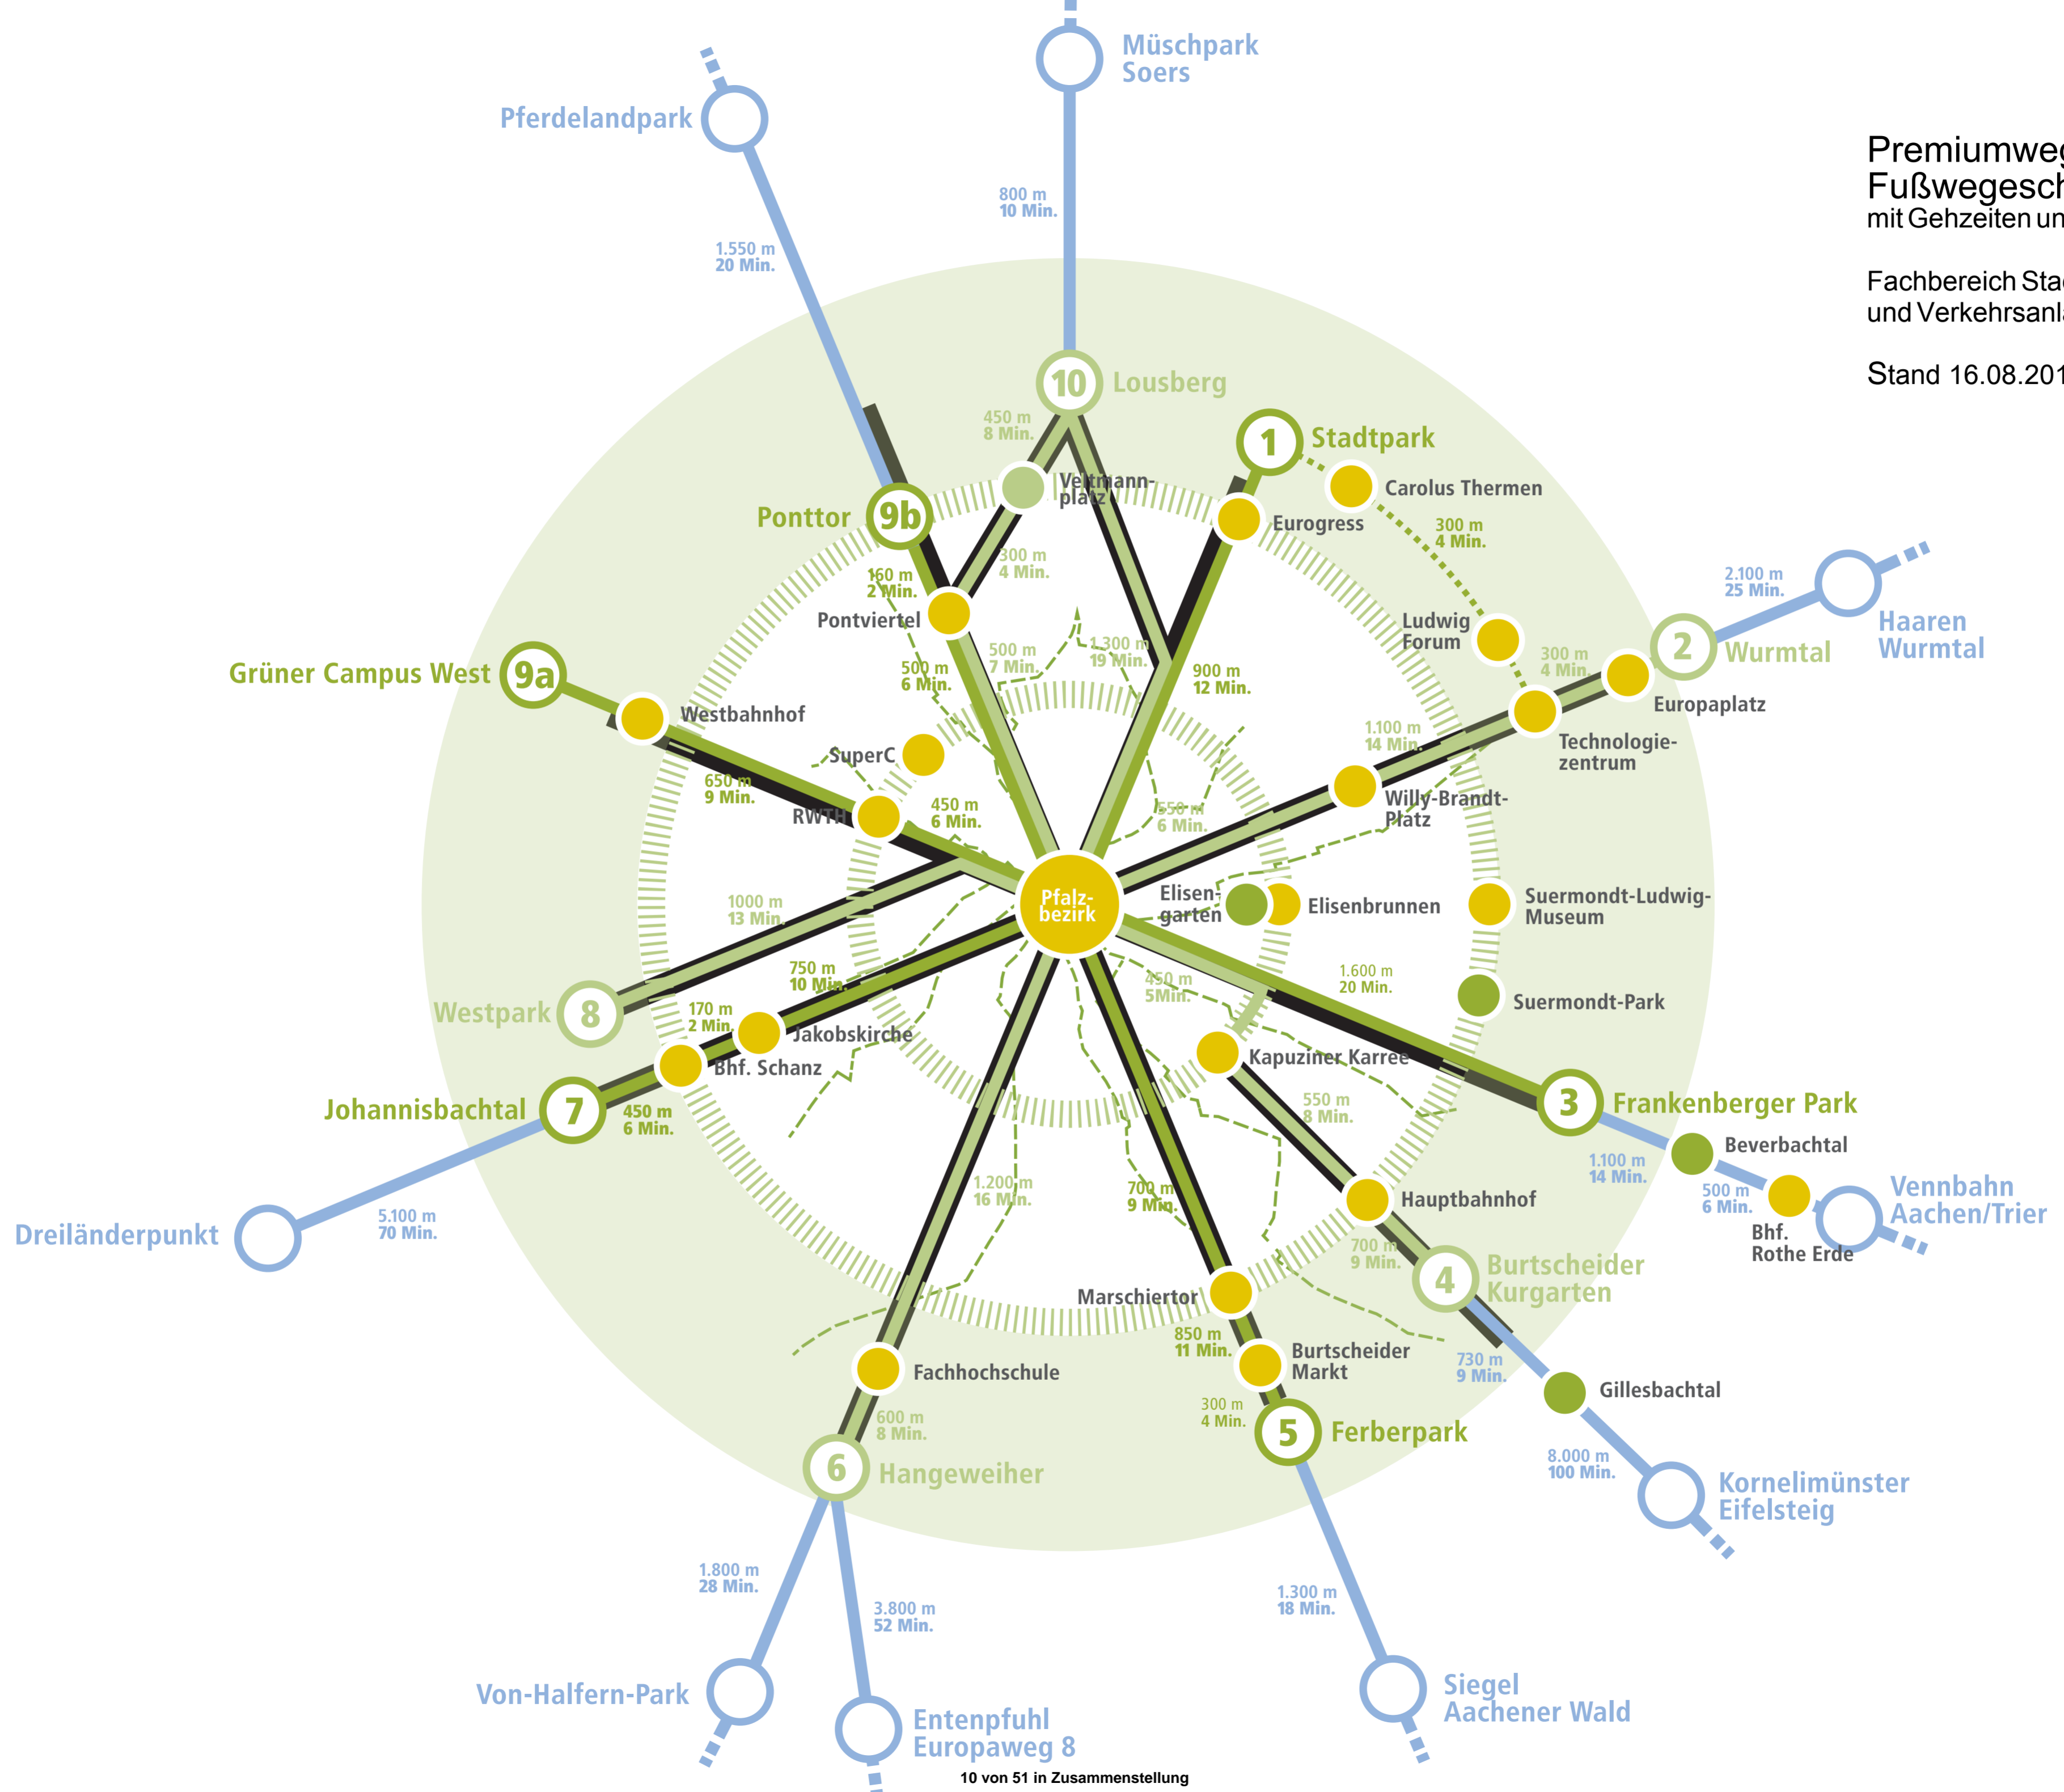 Müschpark
Soers
Pferdelandpark
800 m
10 Min.
1.550 m
20 Min.
mit Gehzeiten
Stand
10
Lousberg
450 m
8 Min.
1
Stadtpark
Carolus Thermen
Veltmann-
platz
Eurogress
300 m
4 Min.
Ponttor
9b
300 m
4 Min.
160 m
2 Min.
Pontviertel
2.100 m
25 Min.
Haaren
Wurmtal
Ludwig
Forum
2
Wurmtal
300 m
4 Min.
Europaplatz
Technologie-
zentrum
500 m
7 Min.
1.300 m
19 Min.
500 m
6 Min.
900 m
12 Min.
Grüner Campus West
9a
Westbahnhof
1.100 m
14 Min.
SuperC
650 m
9 Min.
RWTH
450 m
6 Min.
550 m
6 Min.
Willy-Brandt-
Platz
Pfalz-
bezirk
Elisen-
garten
Elisenbrunnen
Suermondt-Ludwig-
Museum
1000 m
13 Min.
750 m
10 Min.
450 m
5Min.
1.600 m
20 Min.
Suermondt-Park
Westpark
8
170 m
2 Min.
Jakobskirche
Bhf. Schanz
Kapuziner Karree
Johannisbachtal
7
450 m
6 Min.
550 m
8 Min.
3
Frankenberger Park
Beverbachtal
1.100 m
14 Min.
500 m
6 Min.
Vennbahn
Aachen/Trier
Bhf.
Rothe Erde
Dreiländerpunkt
5.100 m
70 Min.
1.200 m
16 Min.
700 m
9 Min.
Hauptbahnhof
700 m
9 Min.
4
Burtscheider
Kurgarten
Marschiertor
850 m
11 Min.
Burtscheider
Markt
730 m
9 Min.
Gillesbachtal
Fachhochschule
600 m
8 Min.
300 m
4 Min.
5
Ferberpark
6
Hangeweiher
8.000 m
100 Min.
Kornelimünster
Eifelsteig
1.800 m
28 Min.
3.800 m
52 Min.
1.300 m
18 Min.
Von-Halfern-Park
Entenpfuhl
Europaweg 8
Siegel
Aachener Wald
10 von 51 in Zusammenstellung